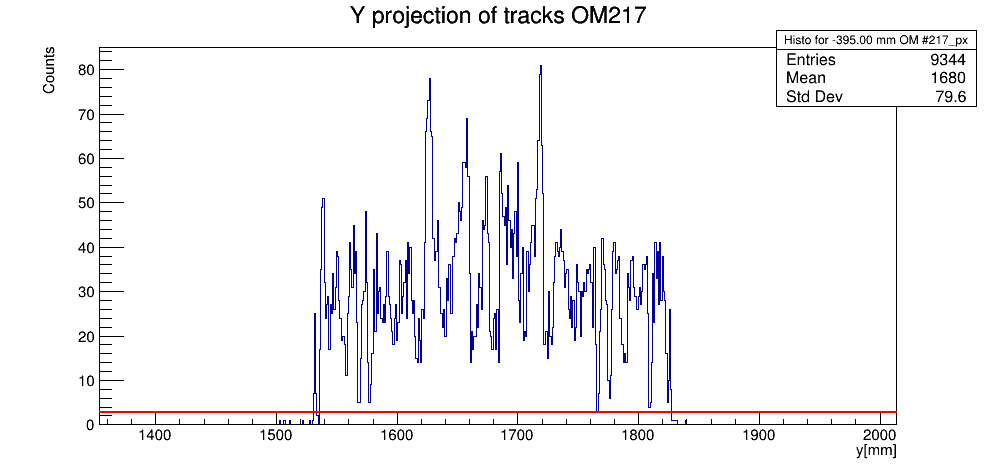 Y projection of tracks OM217
Histo for -395.00 mm OM #217_px
Entries 9344
Mean 1680
Std Dev 79.6
Counts
80
70
60
50
40
30
20
10
0
1400 1500 1600 1700 1800 1900 2000
y[mm]